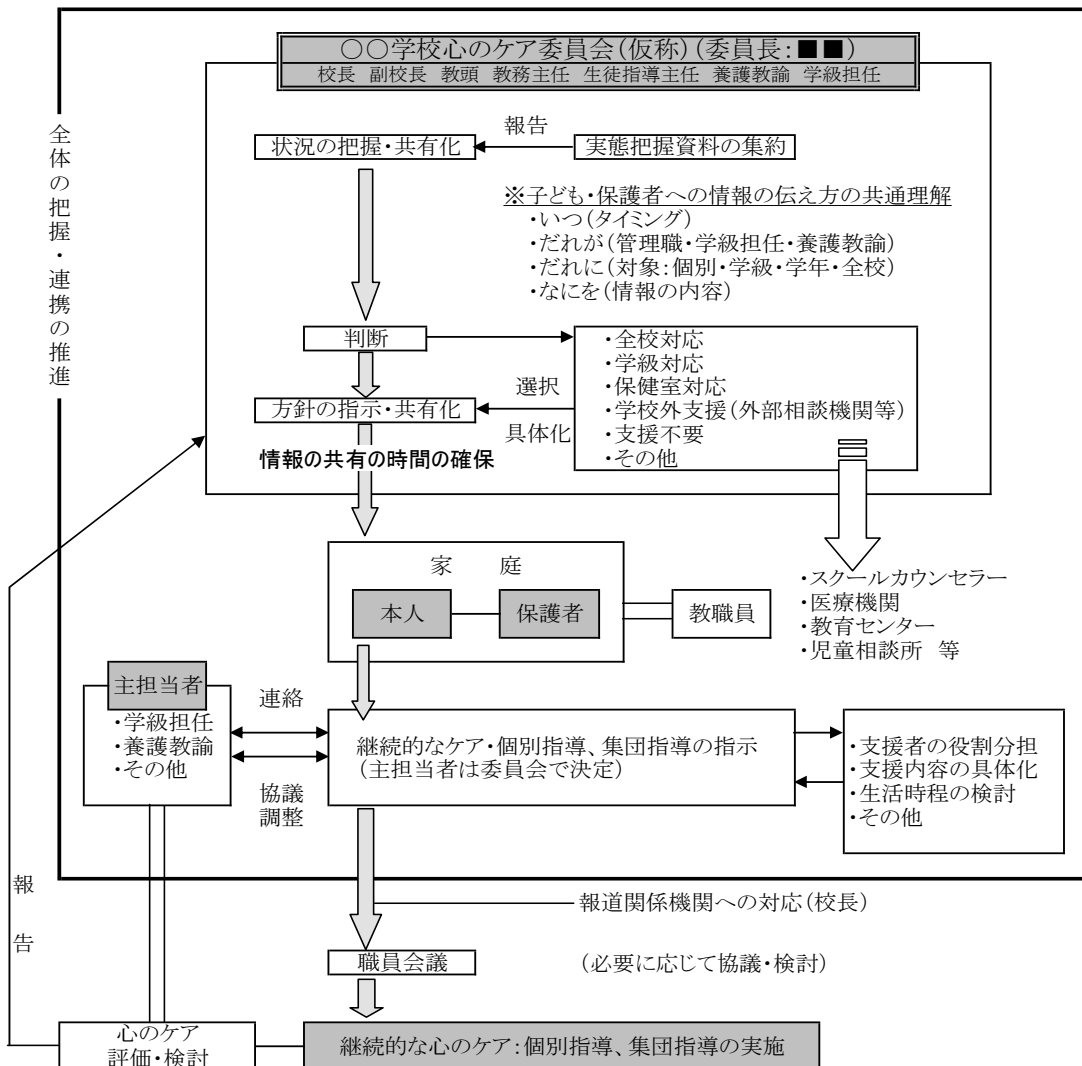 ○○学校心のケア委員会(仮称)(委員長:■■)
校長 副校長 教頭 教務主任 生徒指導主任 養護教諭 学級担任
全体の把握・連携の推進
報告
状況の把握・共有化
実態把握資料の集約
※子ども・保護者への情報の伝え方の共通理解
・いつ(タイミング)
・だれが(管理職・学級担任・養護教諭)
・だれに(対象:個別・学級・学年・全校)
・なにを(情報の内容)
判断
・全校対応
・学級対応
・保健室対応
・学校外支援(外部相談機関等)
・支援不要
・その他
選択
方針の指示・共有化
具体化
情報の共有の時間の確保
家 庭
本人
保護者
教職員
・スクールカウンセラー
・医療機関
・教育センター
・児童相談所 等
主担当者
・学級担任
・養護教諭
・その他
連絡
協議
調整
継続的なケア・個別指導、集団指導の指示
(主担当者は委員会で決定)
・支援者の役割分担
・支援内容の具体化
・生活時程の検討
・その他
報告
報道関係機関への対応(校長)
職員会議
(必要に応じて協議・検討)
心のケア
評価・検討
継続的な心のケア:個別指導、集団指導の実施